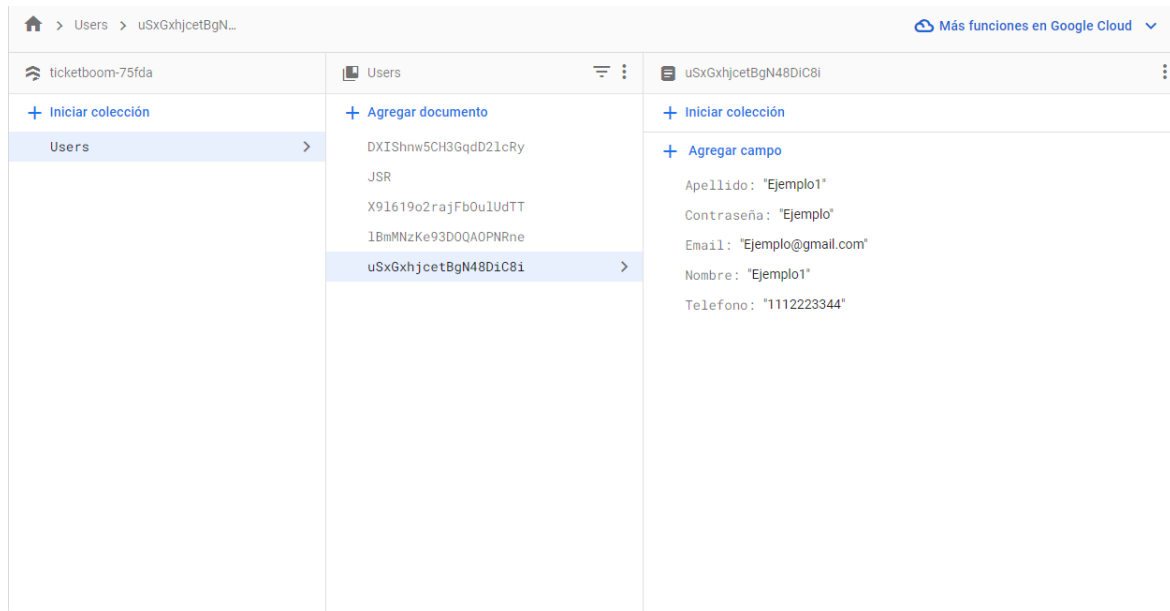 Users
uSxGxhjcetBgN…
Más funciones en Google Cloud
ticketboom-75fda
Iniciar colección
Users
Users
Agregar documento
DXIShnw5CH3GqdD2lcRy
JSR
X9l619o2rajFbOulUdTT
lBmMNzKe93DOQAOPNRne
uSxGxhjcetBgN48DiC8i
uSxGxhjcetBgN48DiC8i
Iniciar colección
Agregar campo
Apellido: "Ejemplo1"
Contraseña: "Ejemplo"
Email: "Ejemplo@gmail.com"
Nombre: "Ejemplo1"
Telefono: "1112223344"